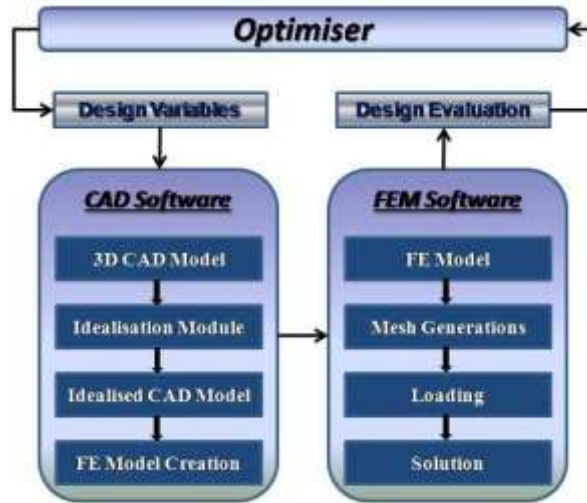 Optimiser
Design Variables
Design Evaluation
CAD Software
3D CAD Model
Idealisation Module
Idealised CAD Model
FE Model Creation
FEM Software
FE Model
Mesh Generations
Loading
Solution